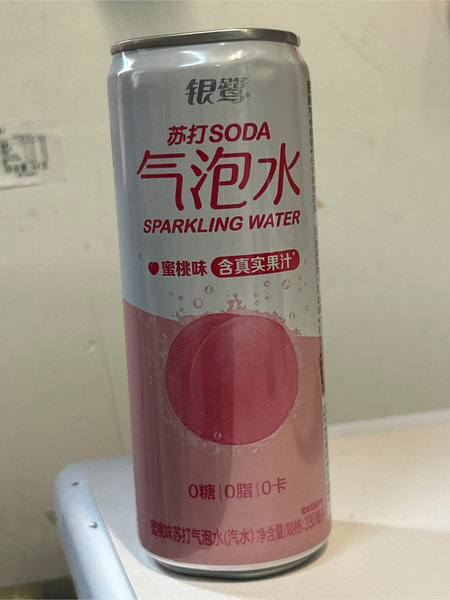 银鹭®
苏打SODA
气泡水
SPARKLING WATER
蜜桃味 含真实果汁*
0糖|0脂|0卡
蜜桃味苏打气泡水(汽水) 净含量/规格:330毫升